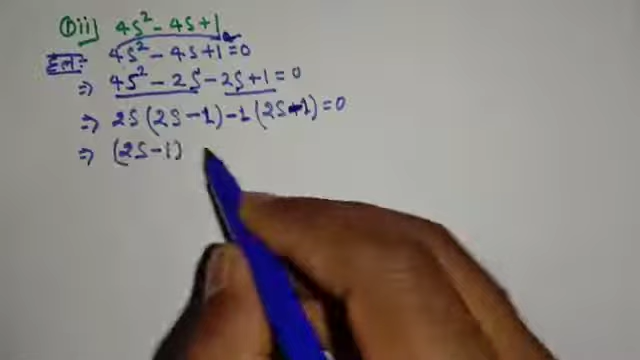 (ii) 4s² - 4s + 1
हल:- 4s² - 4s + 1 = 0
⇒ 4s² - 2s - 2s + 1 = 0
⇒ 2s (2s - 1) - 1 (2s - 1) = 0
⇒ (2s - 1)